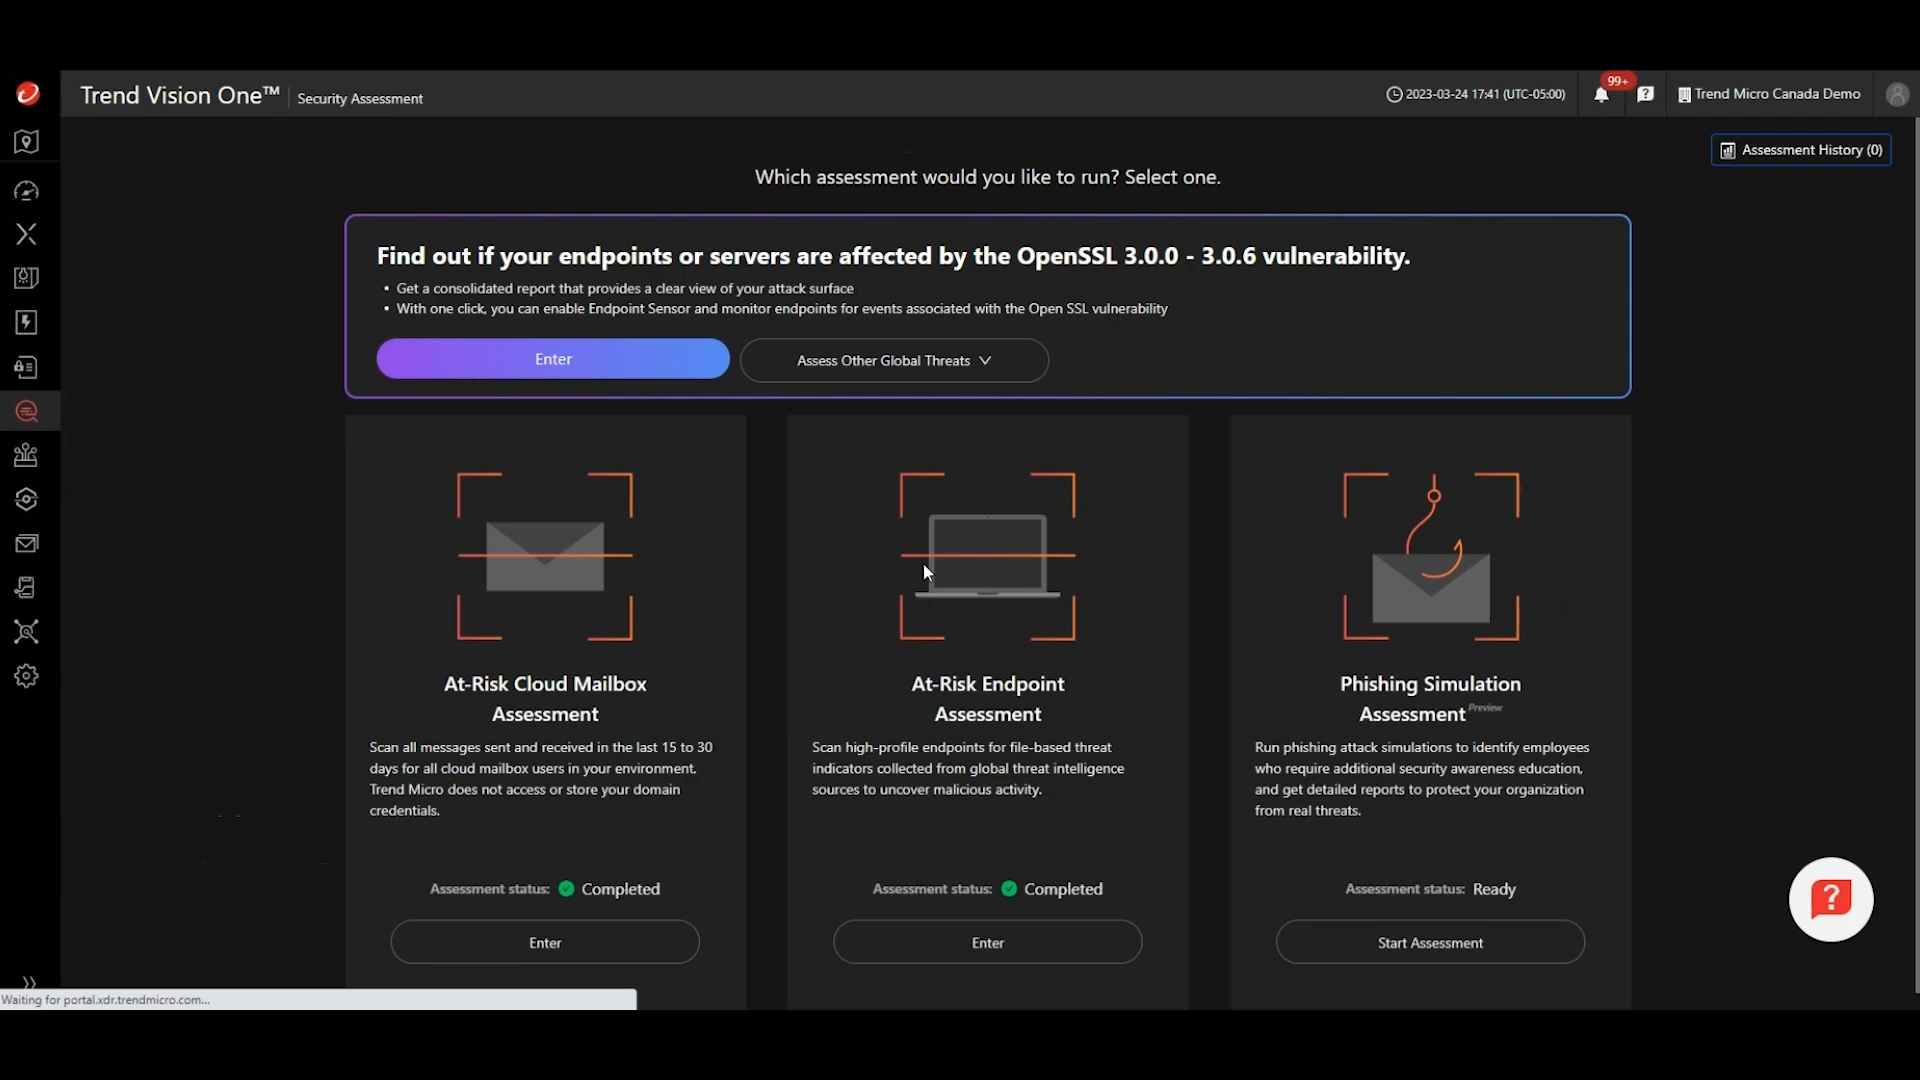 Trend Vision One™ Security Assessment
2023-03-24 17:41 (UTC-05:00)
99+
Trend Micro Canada Demo
Assessment History (0)
Which assessment would you like to run? Select one.
Find out if your endpoints or servers are affected by the OpenSSL 3.0.0 - 3.0.6 vulnerability.
• Get a consolidated report that provides a clear view of your attack surface
• With one click, you can enable Endpoint Sensor and monitor endpoints for events associated with the Open SSL vulnerability
Enter
Assess Other Global Threats
At-Risk Cloud Mailbox
Assessment
Scan all messages sent and received in the last 15 to 30
days for all cloud mailbox users in your environment.
Trend Micro does not access or store your domain
credentials.
Assessment status: Completed
Enter
At-Risk Endpoint
Assessment
Scan high-profile endpoints for file-based threat
indicators collected from global threat intelligence
sources to uncover malicious activity.
Assessment status: Completed
Enter
Phishing Simulation
Assessment Preview
Run phishing attack simulations to identify employees
who require additional security awareness education,
and get detailed reports to protect your organization
from real threats.
Assessment status: Ready
Start Assessment
?
Waiting for portal.xdr.trendmicro.com...